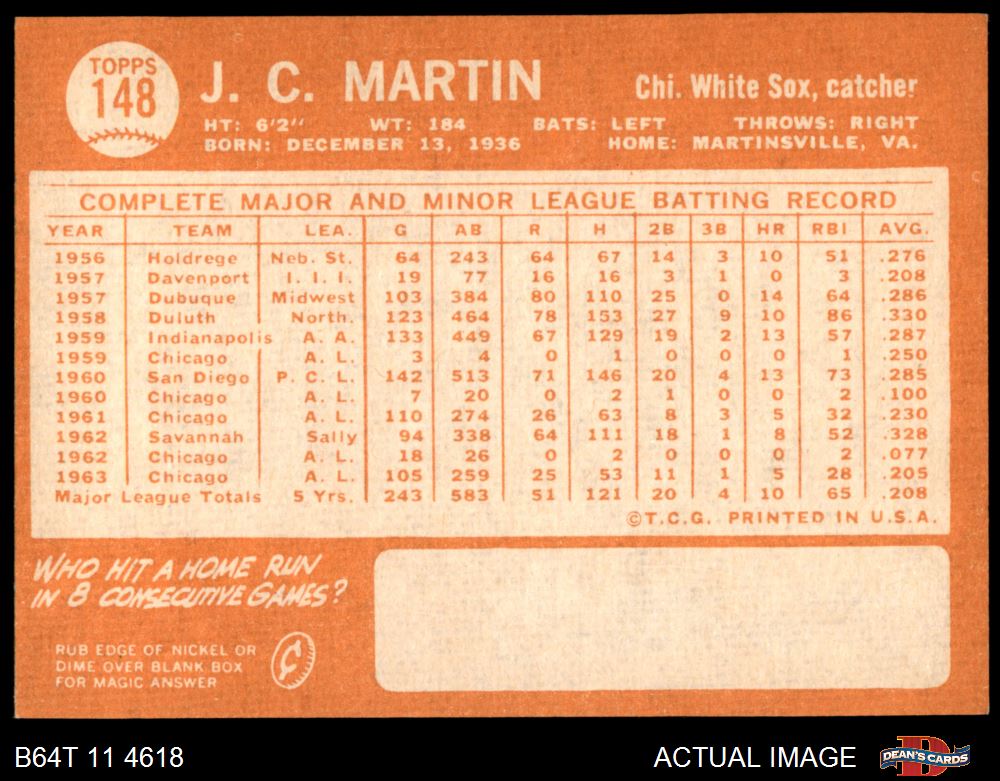 TOPPS
148
J. C. MARTIN
Chi. White Sox, catcher
HT: 6'2" WT: 184 BATS: LEFT THROWS: RIGHT
BORN: DECEMBER 13, 1936 HOME: MARTINSVILLE, VA.
COMPLETE MAJOR AND MINOR LEAGUE BATTING RECORD
YEAR TEAM LEA. G AB R H 2B 3B HR RBI AVG.
1956 Holdrege Neb. St. 64 243 64 67 14 3 10 51 .276
1957 Davenport I. I. I. 19 77 16 16 3 1 0 3 .208
1957 Dubuque Midwest 103 384 80 110 25 0 14 64 .286
1958 Duluth North. 123 464 78 153 27 9 10 86 .330
1959 Indianapolis A. A. 133 449 67 129 19 2 13 57 .287
1959 Chicago A. L. 3 4 0 1 0 0 0 1 .250
1960 San Diego P. C. L. 142 513 71 146 20 4 13 73 .285
1960 Chicago A. L. 7 20 0 2 1 0 0 2 .100
1961 Chicago A. L. 110 274 26 63 8 3 5 32 .230
1962 Savannah Sally 94 338 64 111 18 1 8 52 .328
1962 Chicago A. L. 18 26 0 2 0 0 0 2 .077
1963 Chicago A. L. 105 259 25 53 11 1 5 28 .205
Major League Totals 5 Yrs. 243 583 51 121 20 4 10 65 .208
©T.C.G. PRINTED IN U.S.A.
WHO HIT A HOME RUN
IN 8 CONSECUTIVE GAMES?
RUB EDGE OF NICKEL OR
DIME OVER BLANK BOX
FOR MAGIC ANSWER
¢
B64T 11 4618
ACTUAL IMAGE
DEAN'S CARDS